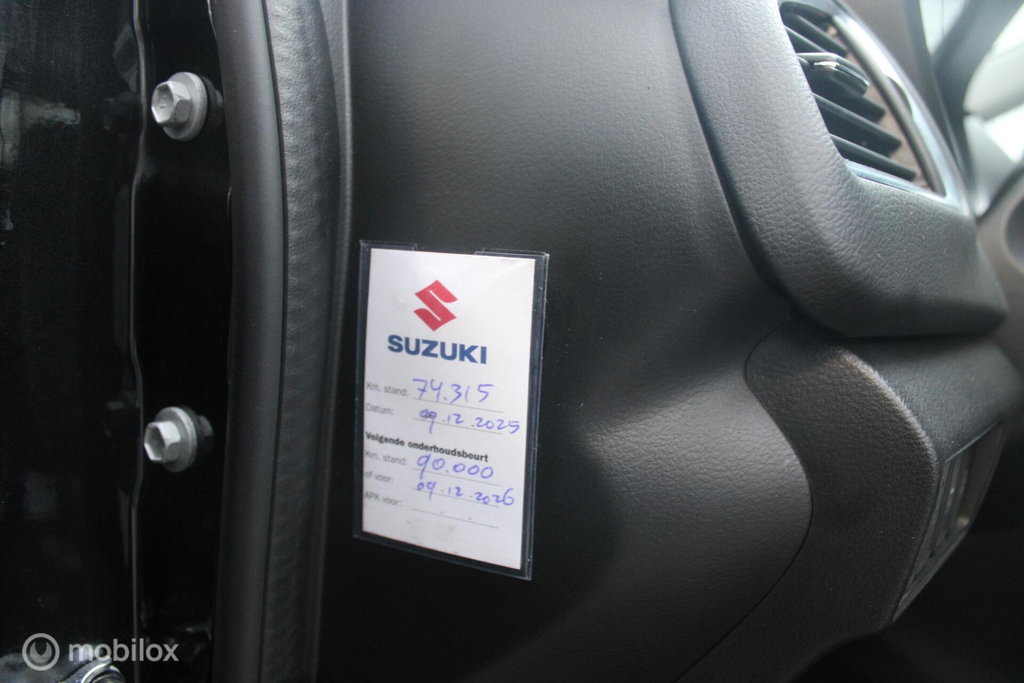 SUZUKI
Km. stand: 74.315
Datum: 09.12.2025
Volgende onderhoudsbeurt
Km. stand: 90.000
of voor: 09.12.2026
APK voor:
mobilox